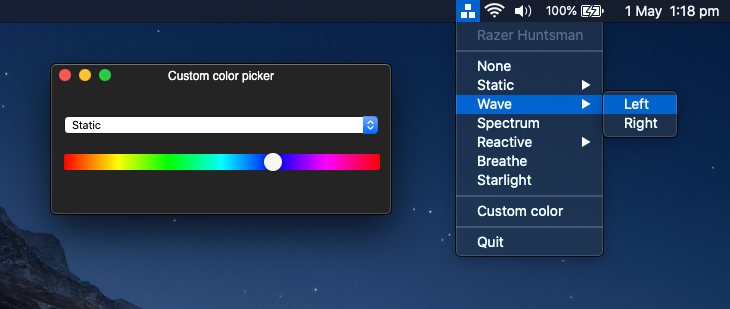 100% 1 May 1:18 pm
Custom color picker
Static
Razer Huntsman
None
Static
Wave
Left
Right
Spectrum
Reactive
Breathe
Starlight
Custom color
Quit